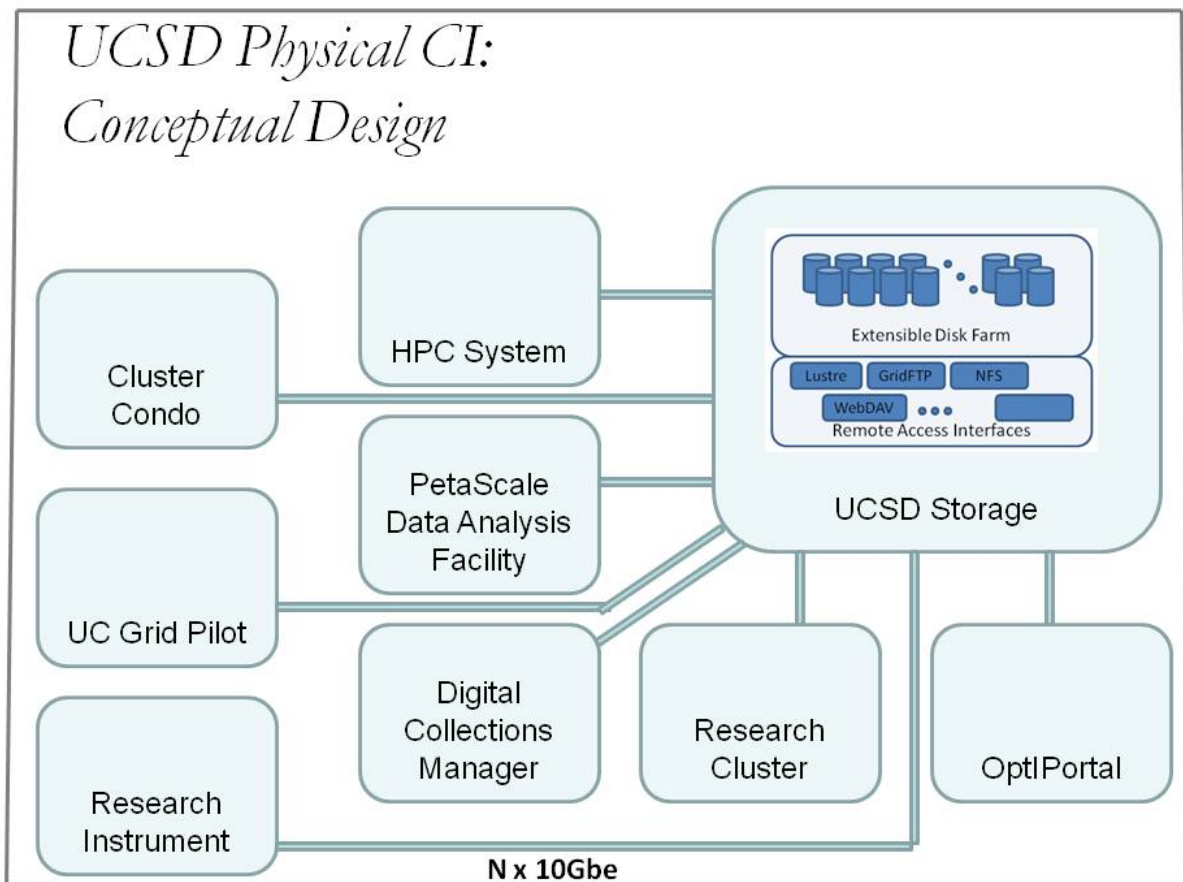 UCSD Physical CI:
Conceptual Design
HPC System
Cluster
Condo
PetaScale
Data Analysis
Facility
UC Grid Pilot
Digital
Collections
Manager
Research
Instrument
Research
Cluster
OptIPortal
Extensible Disk Farm
Lustre GridFTP NFS
WebDAV
Remote Access Interfaces
UCSD Storage
N x 10Gbe